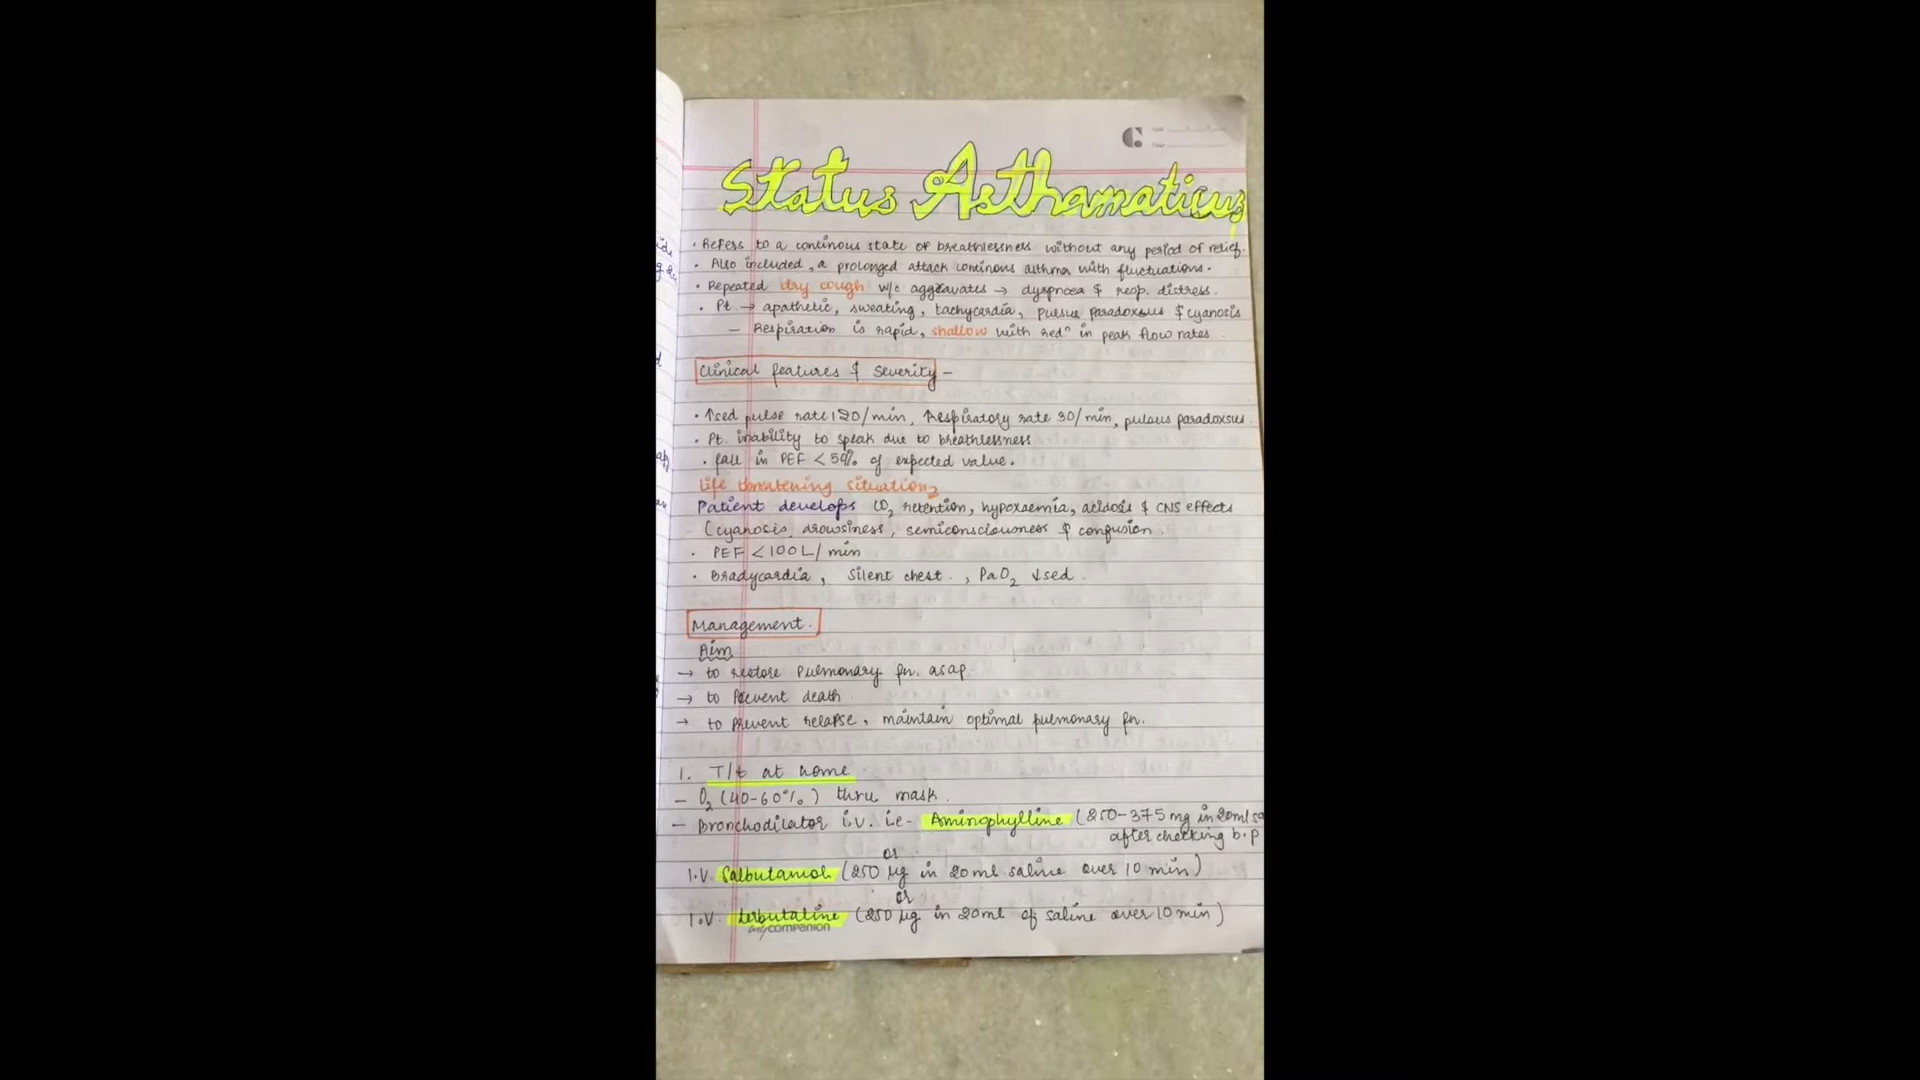 Status Asthamaticus
• Refers to a continous state of breathlessness without any period of relief.
• Also included, a prolonged attack continous asthma with fluctuations.
• Repeated dry cough w/c aggravates → dyspnoea & resp. distress.
• Pt → apathetic, sweating, tachycardia, pulsus paradoxsus & cyanosis
– Respiration is rapid, shallow with redn in peak flow rates.
Clinical features & Severity –
• ↑sed pulse rate 120/min, Respiratory rate 30/min, pulsus paradoxsus.
• Pt. inability to speak due to breathlessness
• fall in PEF < 50% of expected value.
Life threatening situation
Patient develops CO2 retention, hypoxaemia, acidosis & CNS effects
(cyanosis, drowsiness, semiconsciousness & confusion.
• PEF < 100L/min
• Bradycardia, Silent chest., PaO2 ↓sed.
Management.
Aim
→ to restore Pulmonary fn. asap.
→ to Prevent death.
→ to prevent relapse, maintain optimal pulmonary fn.
1. T/t at home
– O2 (40-60%) thru mask.
– Bronchodilator i.v. i.e- Aminophylline (250-375 mg in 20ml sa
after checking b.p
or
I.V. Salbutamol (250 μg in 20ml saline over 10 min)
or
I.V. terbutaline (250 μg in 20ml of saline over 10 min)
my companion